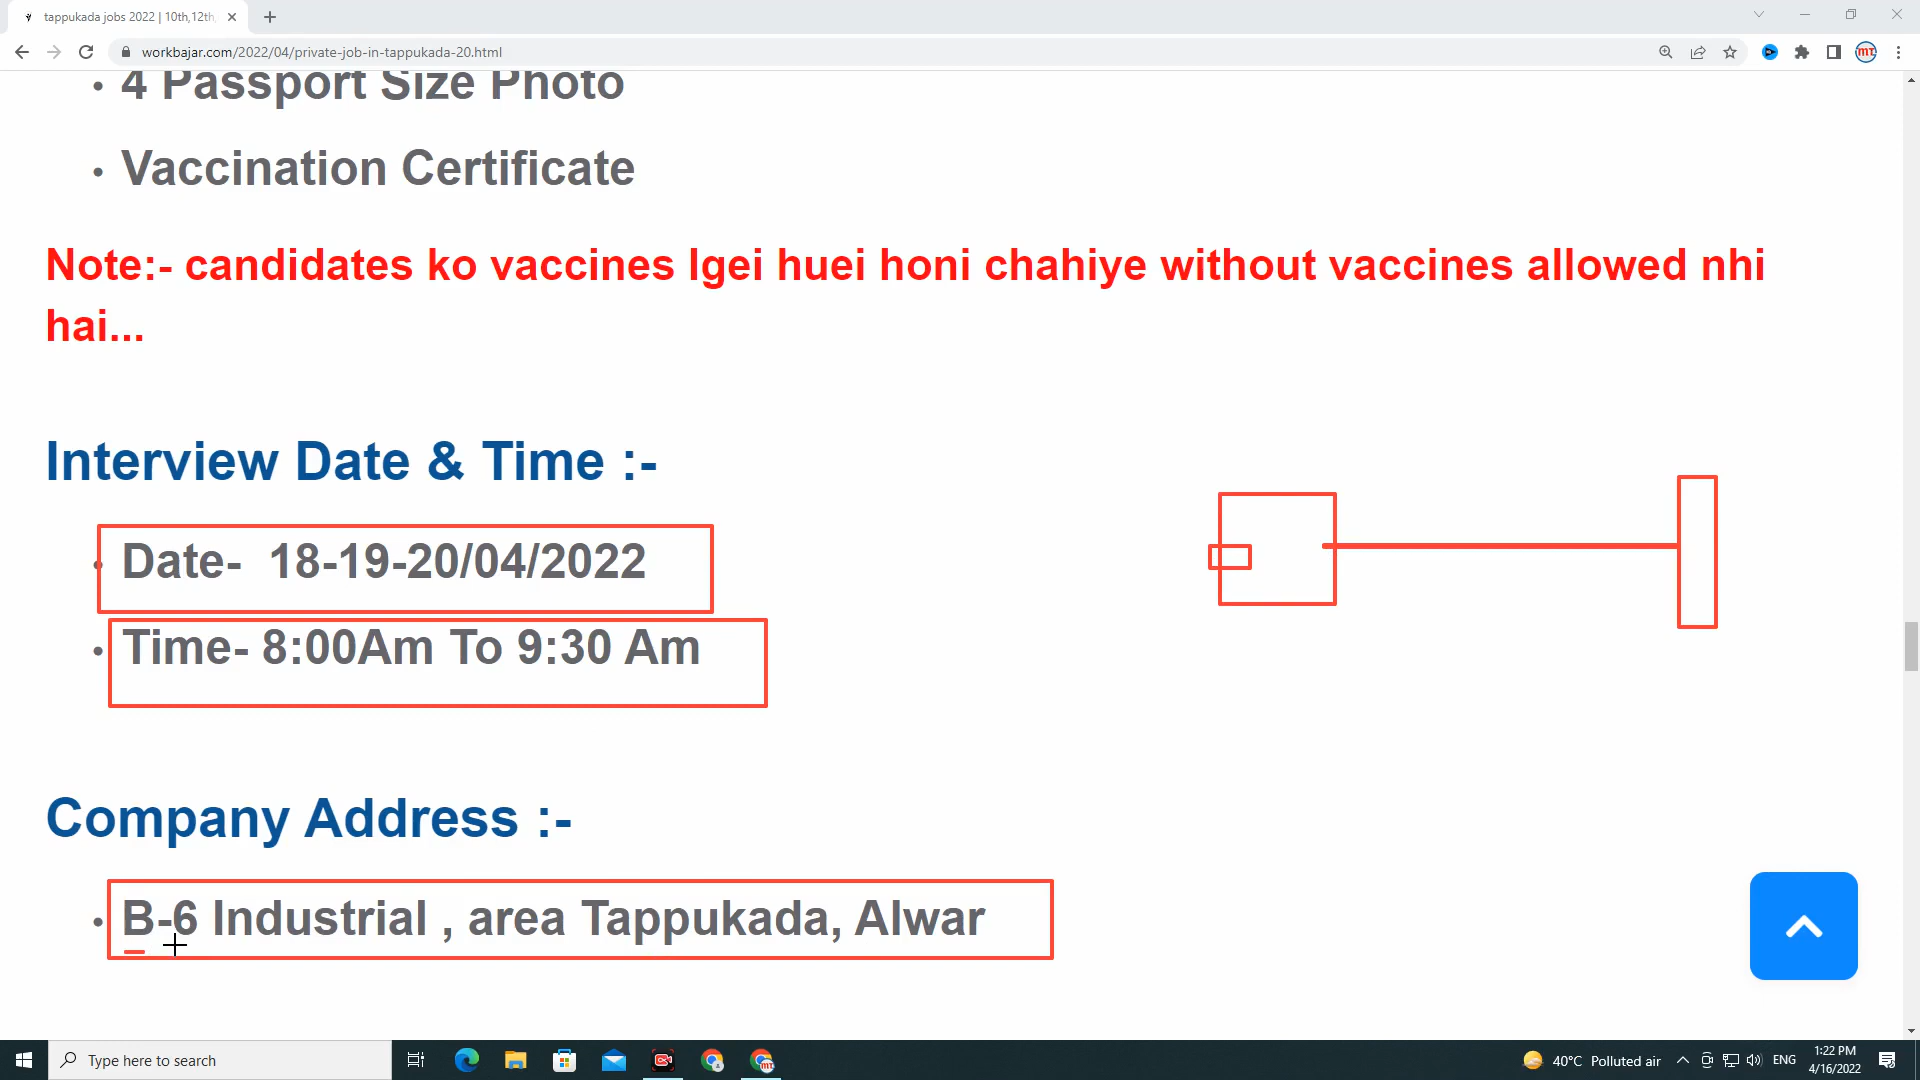 tappukada jobs 2022 | 10th,12th,
workbajar.com/2022/04/private-job-in-tappukada-20.html
mt
4 Passport Size Photo
Vaccination Certificate
Note:- candidates ko vaccines lgei huei honi chahiye without vaccines allowed nhi
hai...
Interview Date & Time :-
Date-  18-19-20/04/2022
Time- 8:00Am To 9:30 Am
Company Address :-
B-6 Industrial , area Tappukada, Alwar
Type here to search
40°C Polluted air
ENG
1:22 PM
4/16/2022